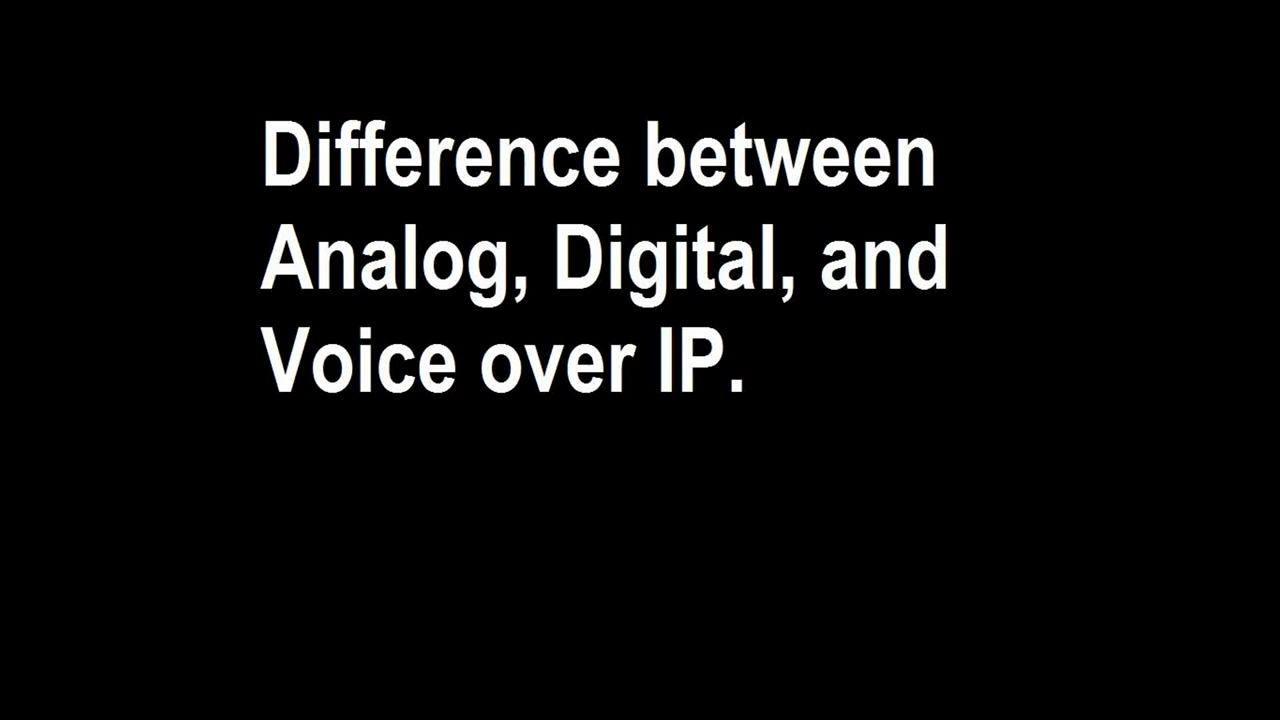 Difference between
Analog, Digital, and
Voice over IP.